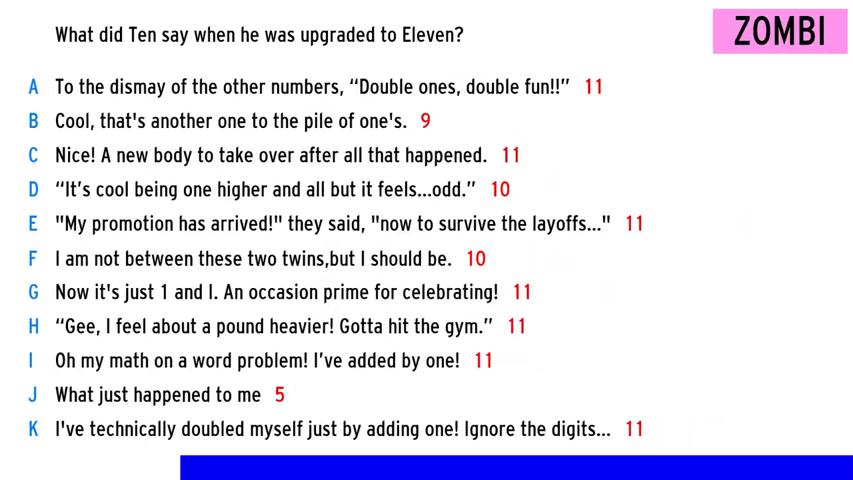 What did Ten say when he was upgraded to Eleven?
ZOMBI
A To the dismay of the other numbers, “Double ones, double fun!!” 11
B Cool, that's another one to the pile of one's. 9
C Nice! A new body to take over after all that happened. 11
D “It’s cool being one higher and all but it feels...odd.” 10
E "My promotion has arrived!" they said, "now to survive the layoffs..." 11
F I am not between these two twins,but I should be. 10
G Now it's just 1 and I. An occasion prime for celebrating! 11
H “Gee, I feel about a pound heavier! Gotta hit the gym.” 11
I Oh my math on a word problem! I’ve added by one! 11
J What just happened to me 5
K I've technically doubled myself just by adding one! Ignore the digits... 11